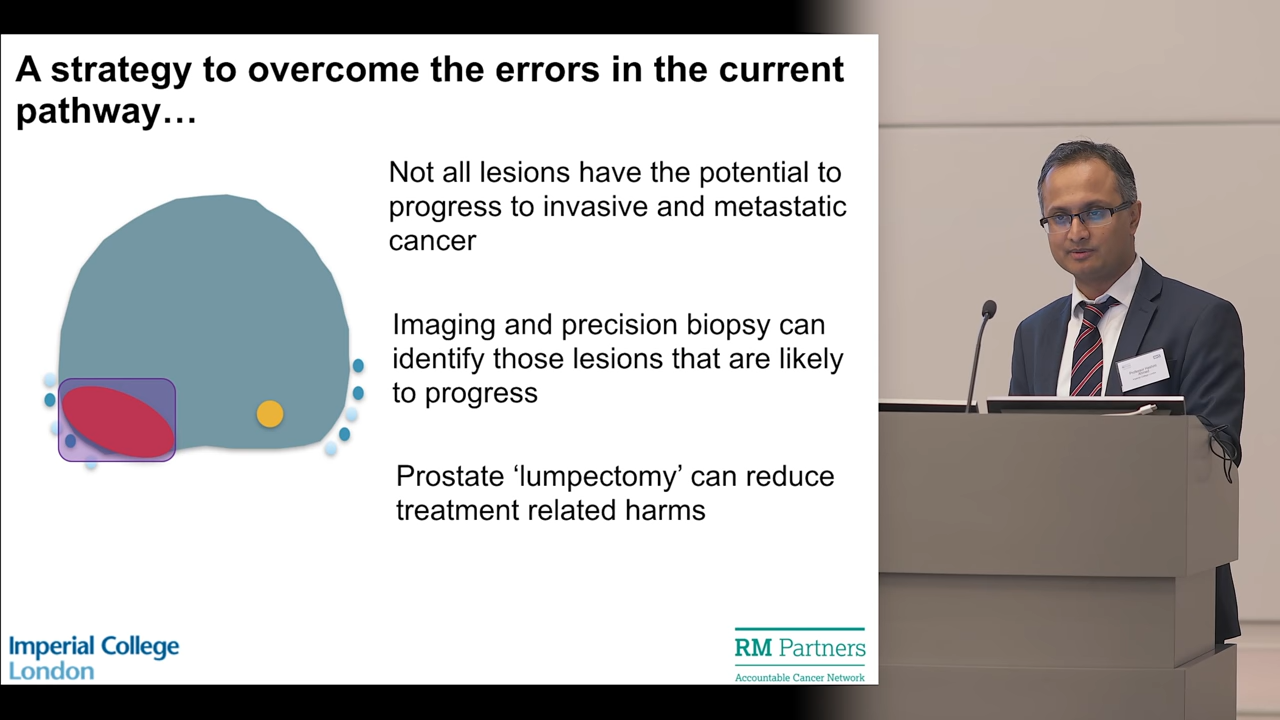 A strategy to overcome the errors in the current
pathway…
Not all lesions have the potential to
progress to invasive and metastatic
cancer
Imaging and precision biopsy can
identify those lesions that are likely
to progress
Prostate ‘lumpectomy’ can reduce
treatment related harms
Imperial College
London
RM Partners
Accountable Cancer Network
Professor